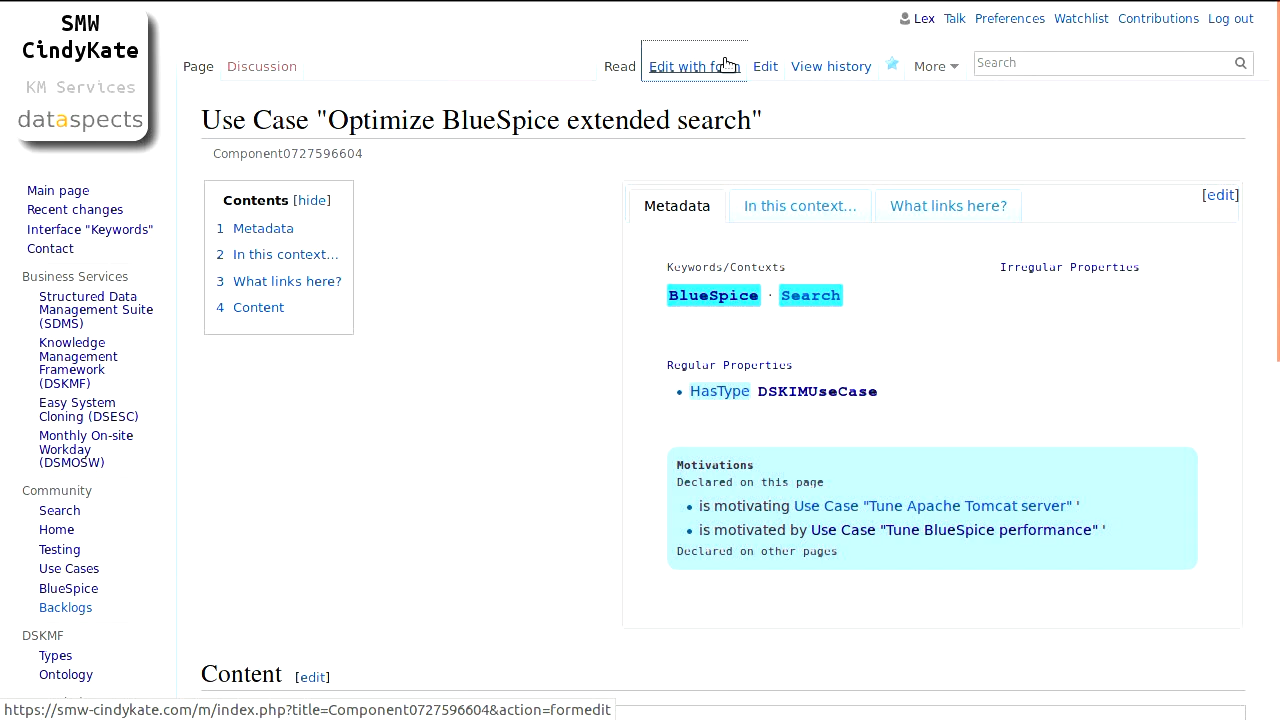 SMW
CindyKate
KM Services
dataspects
Lex Talk Preferences Watchlist Contributions Log out
Page Discussion Read Edit with form Edit View history More Search
Use Case "Optimize BlueSpice extended search"
Component0727596604
Contents [hide]
1 Metadata
2 In this context...
3 What links here?
4 Content
Metadata In this context... What links here? [edit]
Keywords/Contexts Irregular Properties
BlueSpice · Search
Regular Properties
• HasType DSKIMUseCase
Motivations
Declared on this page
• is motivating Use Case "Tune Apache Tomcat server" '
• is motivated by Use Case "Tune BlueSpice performance" '
Declared on other pages
Content [edit]
Main page
Recent changes
Interface "Keywords"
Contact
Business Services
Structured Data
Management Suite
(SDMS)
Knowledge
Management
Framework
(DSKMF)
Easy System
Cloning (DSESC)
Monthly On-site
Workday
(DSMOSW)
Community
Search
Home
Testing
Use Cases
BlueSpice
Backlogs
DSKMF
Types
Ontology
https://smw-cindykate.com/m/index.php?title=Component0727596604&action=formedit